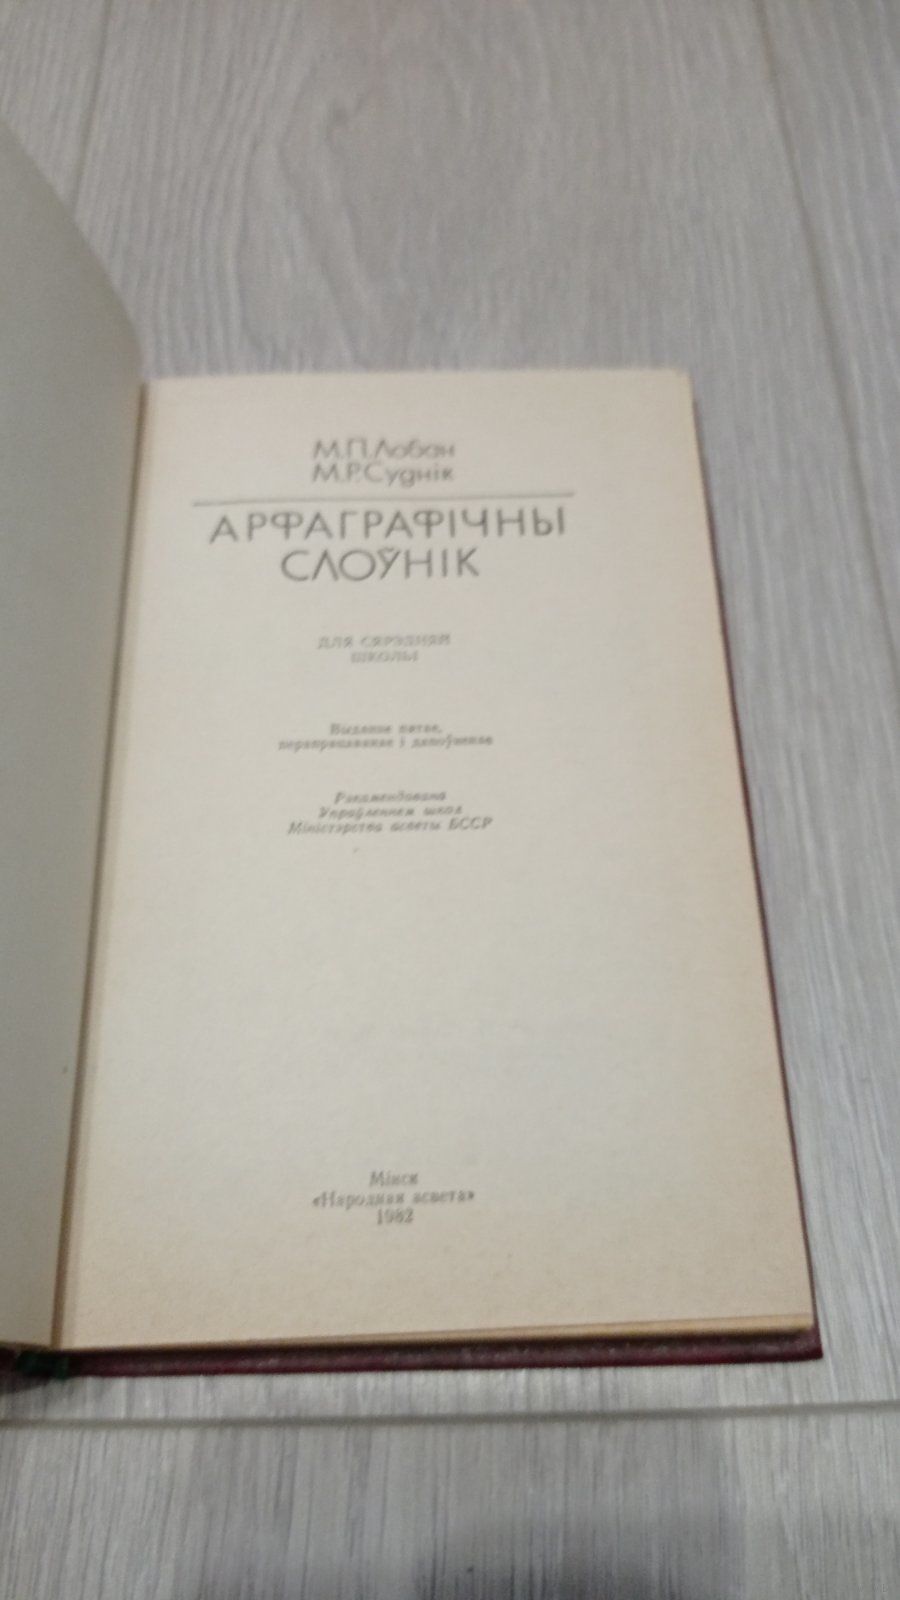 М.П.Лобан
М.Р.Суднік
АРФАГРАФІЧНЫ
СЛОЎНІК
ДЛЯ СЯРЭДНЯЙ
ШКОЛЫ
Выданне пятае,
перапрацаванае і дапоўненае
Рэкамендавана
Упраўленнем школ
Міністэрства асветы БССР
Мінск
«Народная асвета»
1982